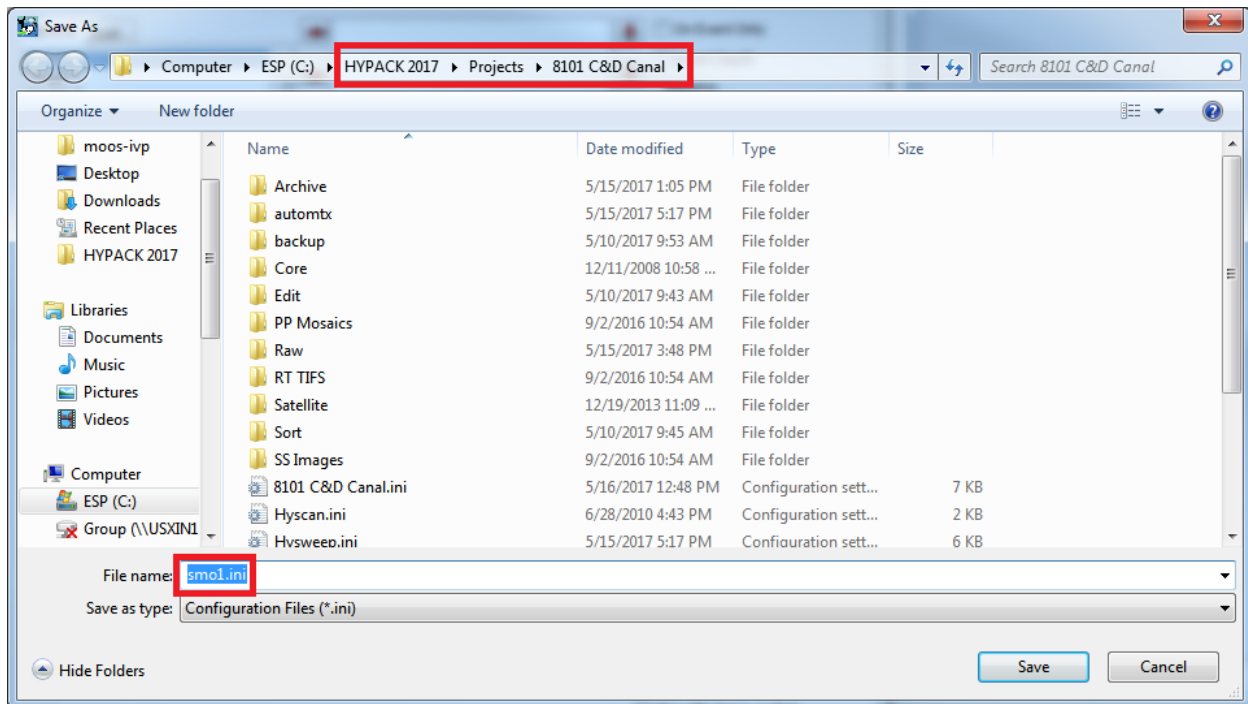 Save As
Computer ▸ ESP (C:) ▸ HYPACK 2017 ▸ Projects ▸ 8101 C&D Canal ▸
Search 8101 C&D Canal
Organize New folder
moos-ivp
Desktop
Downloads
Recent Places
HYPACK 2017
Libraries
Documents
Music
Pictures
Videos
Computer
ESP (C:)
Group (\\USXIN1
Name Date modified Type Size
Archive 5/15/2017 1:05 PM File folder
automtx 5/15/2017 5:17 PM File folder
backup 5/10/2017 9:53 AM File folder
Core 12/11/2008 10:58 ... File folder
Edit 5/10/2017 9:43 AM File folder
PP Mosaics 9/2/2016 10:54 AM File folder
Raw 5/15/2017 3:48 PM File folder
RT TIFS 9/2/2016 10:54 AM File folder
Satellite 12/19/2013 11:09 ... File folder
Sort 5/10/2017 9:45 AM File folder
SS Images 9/2/2016 10:54 AM File folder
8101 C&D Canal.ini 5/16/2017 12:48 PM Configuration sett... 7 KB
Hyscan.ini 6/28/2010 4:43 PM Configuration sett... 2 KB
Hysweep.ini 5/15/2017 5:17 PM Configuration sett... 6 KB
File name: smo1.ini
Save as type: Configuration Files (*.ini)
Hide Folders
Save Cancel